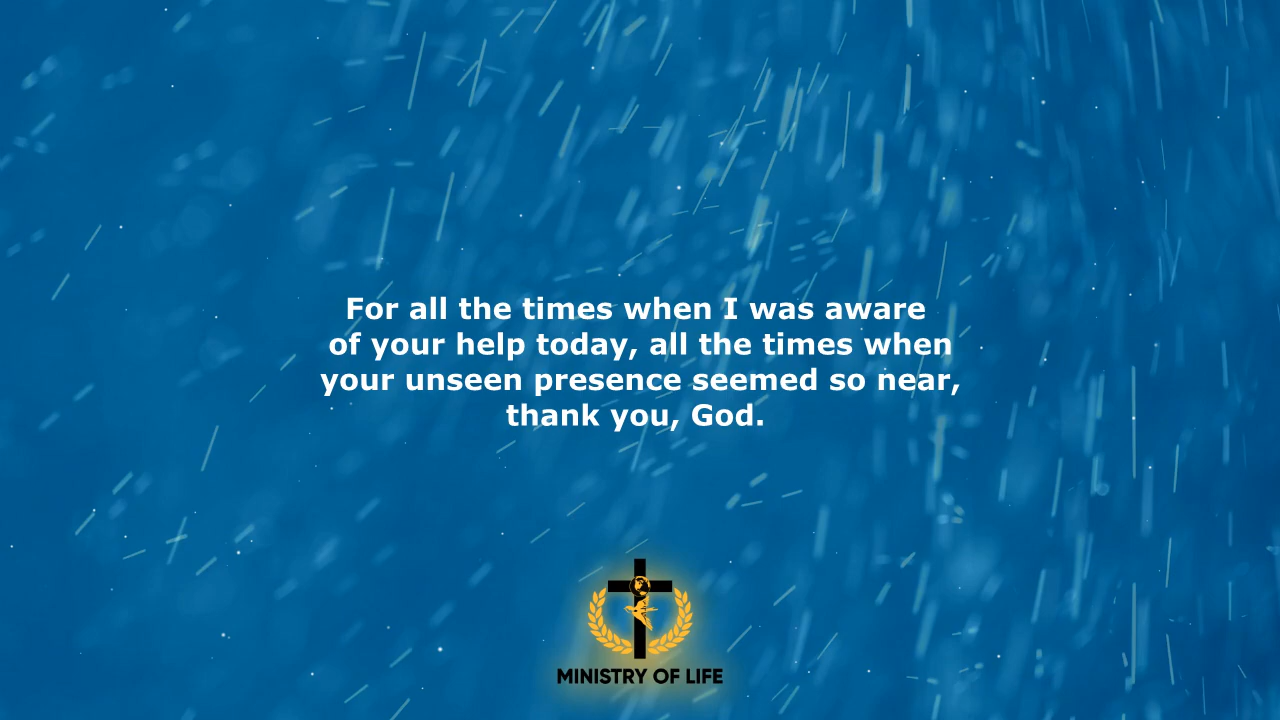 For all the times when I was aware
of your help today, all the times when
your unseen presence seemed so near,
thank you, God.
MINISTRY OF LIFE